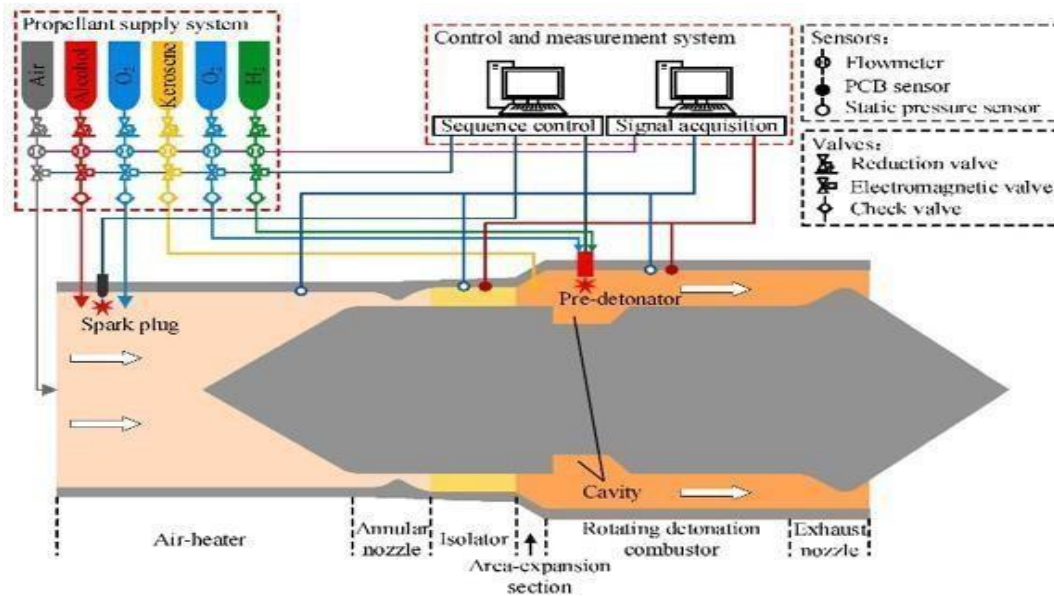 Propellant supply system
Air
Alcohol
O₂
Kerosene
O₂
H₂
Control and measurement system
Sequence control
Signal acquisition
Sensors:
Flowmeter
PCB sensor
Static pressure sensor
Valves:
Reduction valve
Electromagnetic valve
Check valve
Spark plug
Pre-detonator
Cavity
Air-heater
Annular
nozzle
Isolator
Area-expansion
section
Rotating detonation
combustor
Exhaust
nozzle